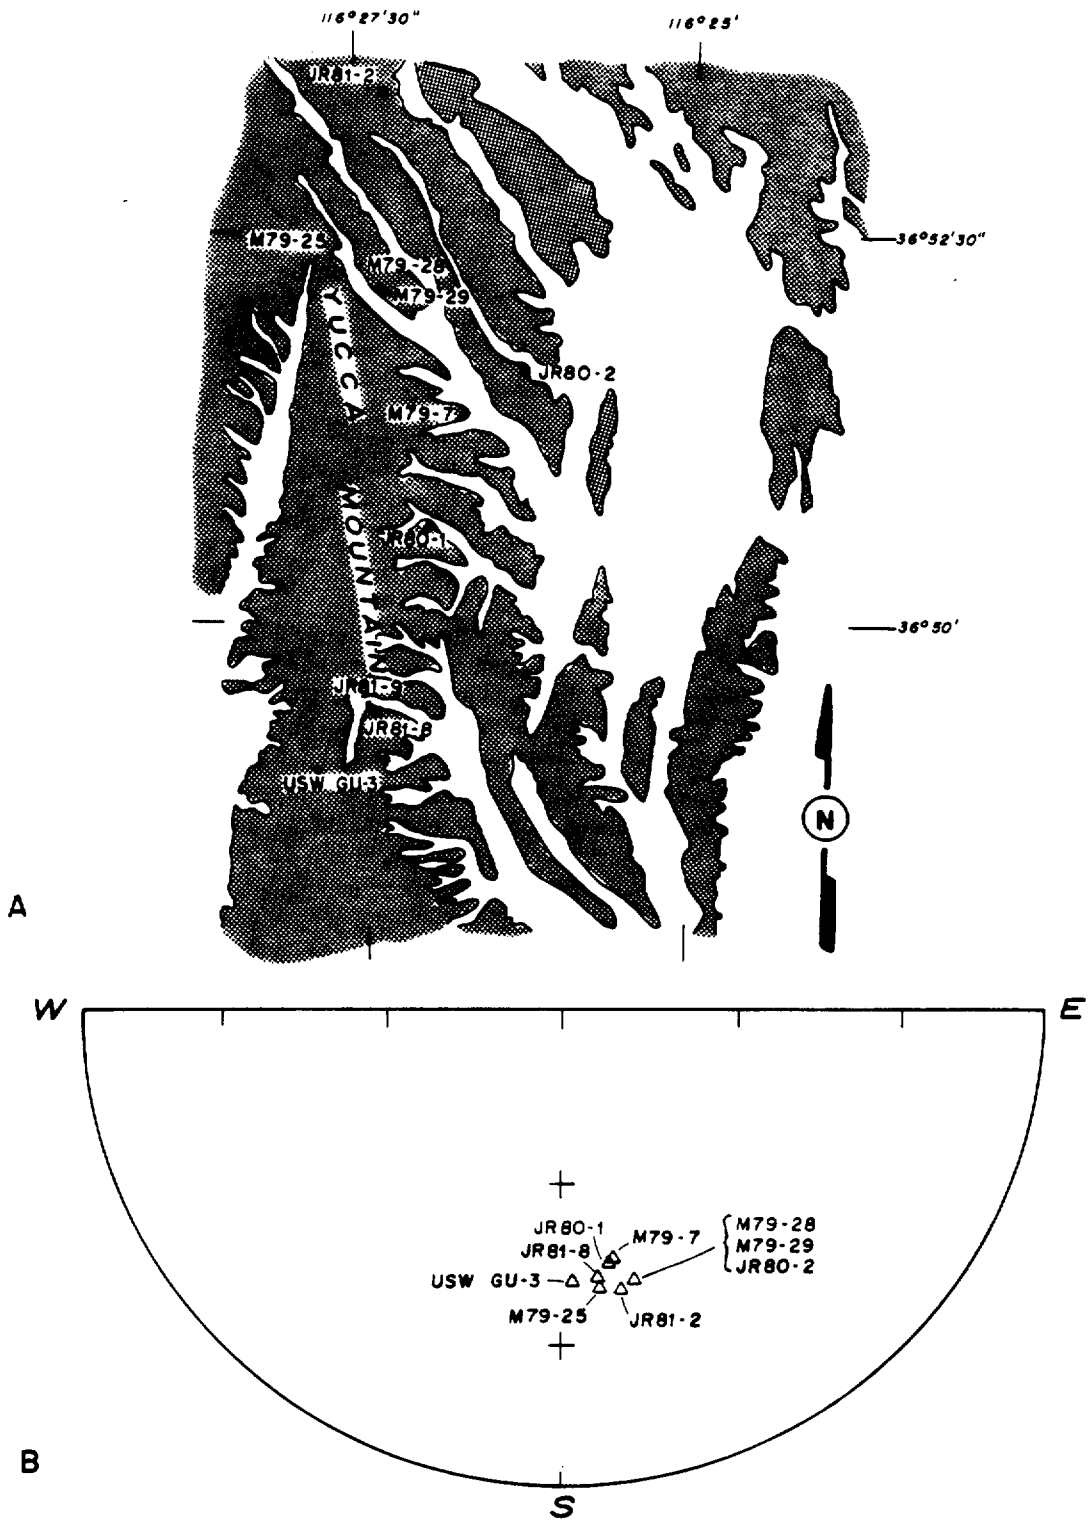 116°27'30" 116°25'
JR81-2
M79-25
36°52'30"
M79-28
M79-29
YUCCA MOUNTAIN
JR80-2
M79-7
JR80-1
36°50'
JR81-9
JR81-8
USW GU-3
N
A
W E
JR80-1
M79-7
M79-28
JR81-8
M79-29
JR80-2
USW GU-3
M79-25
JR81-2
B
S